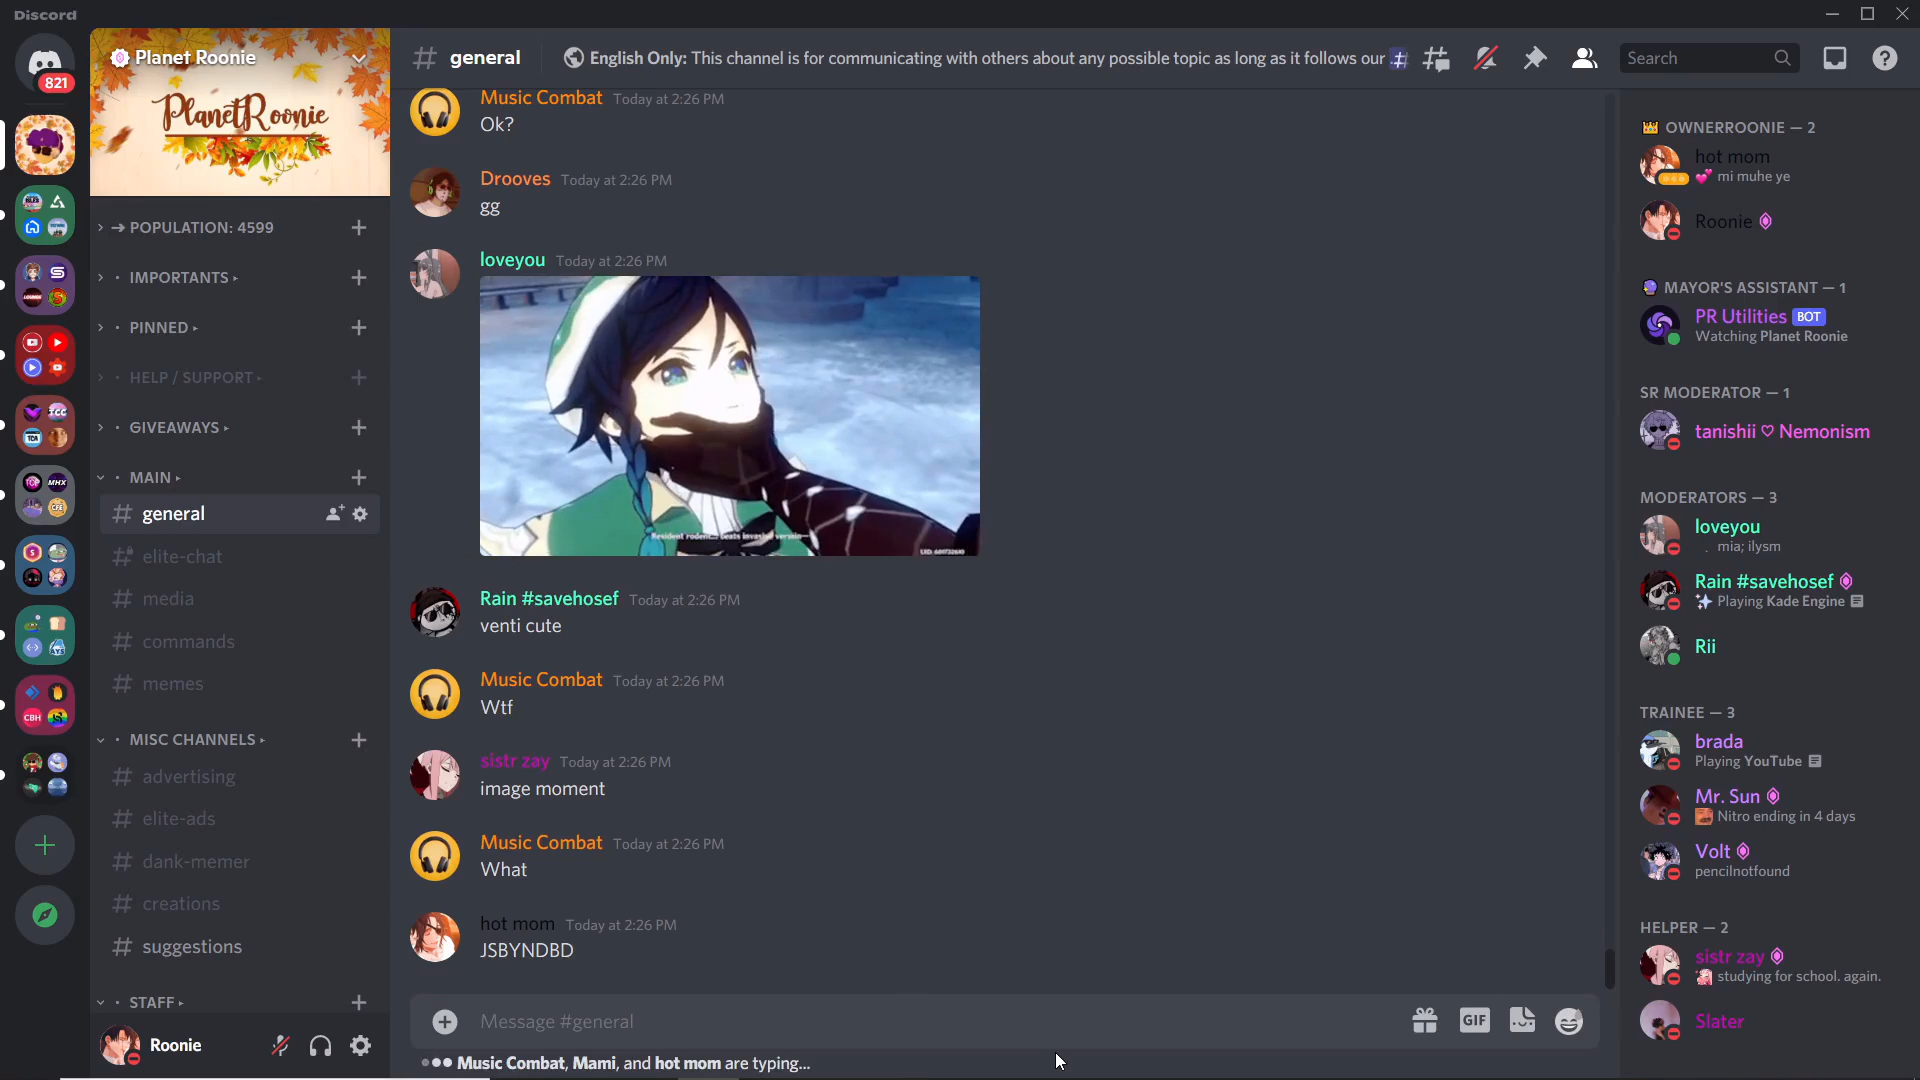 Discord
821
Planet Roonie
PlanetRoonie
POPULATION: 4599
IMPORTANTS
PINNED
HELP / SUPPORT
GIVEAWAYS
MAIN
general
elite-chat
media
commands
memes
MISC CHANNELS
advertising
elite-ads
dank-memer
creations
suggestions
STAFF
Roonie
TCC
TCA
TCP
MHX
CFE
CBH
general
English Only: This channel is for communicating with others about any possible topic as long as it follows our #
Search
Music Combat Today at 2:26 PM
Ok?
Drooves Today at 2:26 PM
gg
loveyou Today at 2:26 PM
UID: 601732610
Rain #savehosef Today at 2:26 PM
venti cute
Music Combat Today at 2:26 PM
Wtf
sistr zay Today at 2:26 PM
image moment
Music Combat Today at 2:26 PM
What
hot mom Today at 2:26 PM
JSBYNDBD
Message #general
GIF
Music Combat, Mami, and hot mom are typing...
OWNERROONIE — 2
hot mom
mi muhe ye
Roonie
MAYOR'S ASSISTANT — 1
PR Utilities BOT
Watching Planet Roonie
SR MODERATOR — 1
tanishii ♡ Nemonism
MODERATORS — 3
loveyou
. mia; ilysm
Rain #savehosef
Playing Kade Engine
Rii
TRAINEE — 3
brada
Playing YouTube
Mr. Sun
Nitro ending in 4 days
Volt
pencilnotfound
HELPER — 2
sistr zay
studying for school. again.
Slater